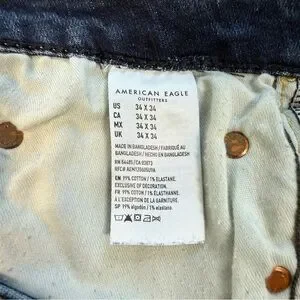 AMERICAN EAGLE
OUTFITTERS
US 34 X 34
CA 34 X 34
MX 34 X 34
UK 34 X 34
MADE IN BANGLADESH / FABRIQUÉ AU
BANGLADESH / HECHO EN BANGLADESH
EN 99% COTTON / 1% ELASTANE.
EXCLUSIVE OF DECORATION.
FR 99% COTON / 1% ÉLASTHANNE.
À L'EXCEPTION DE LA GARNITURE.
SP 99% algodón / 1% elastano.